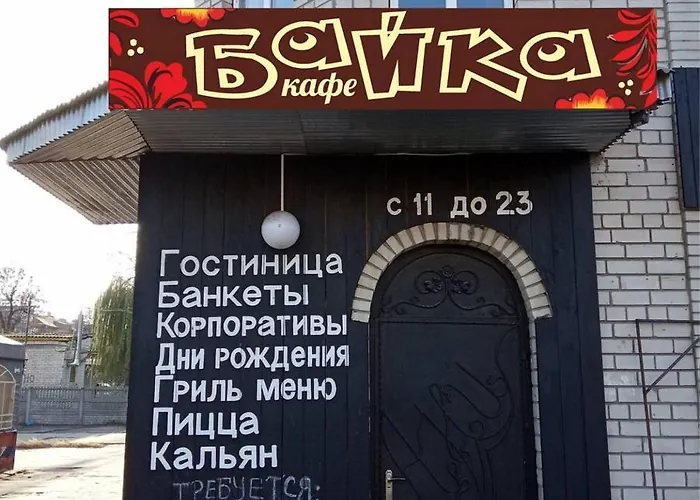 Байка
кафе
с 11 до 23
Гостиница
Банкеты
Корпоративы
Дни рождения
Гриль меню
Пицца
Кальян
ТРЕБУЕТСЯ: